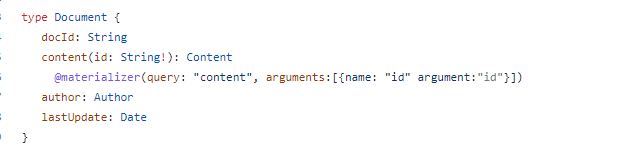 type Document {
docId: String
content(id: String!): Content
@materializer(query: "content", arguments:[{name: "id" argument:"id"}])
author: Author
lastUpdate: Date
}